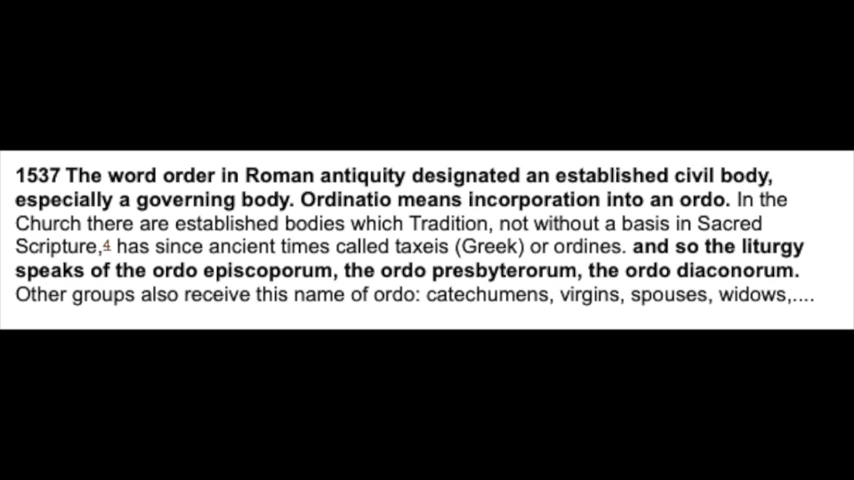 1537 The word order in Roman antiquity designated an established civil body,
especially a governing body. Ordinatio means incorporation into an ordo. In the
Church there are established bodies which Tradition, not without a basis in Sacred
Scripture,4 has since ancient times called taxeis (Greek) or ordines. and so the liturgy
speaks of the ordo episcoporum, the ordo presbyterorum, the ordo diaconorum.
Other groups also receive this name of ordo: catechumens, virgins, spouses, widows,....